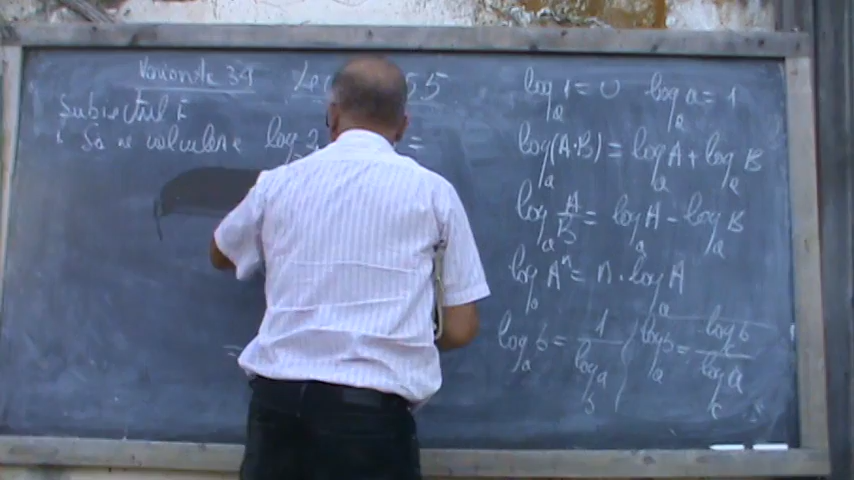 Varianta 34
Subiectul I
1 Să se calculeze log
log_a 1 = 0 log_a a = 1
log_a (A·B) = log_a A + log_a B
log_a A/B = log_a A - log_a B
log_a Aⁿ = n·log_a A
log_a b = 1/log_b a log_a b = log_c b/log_c a